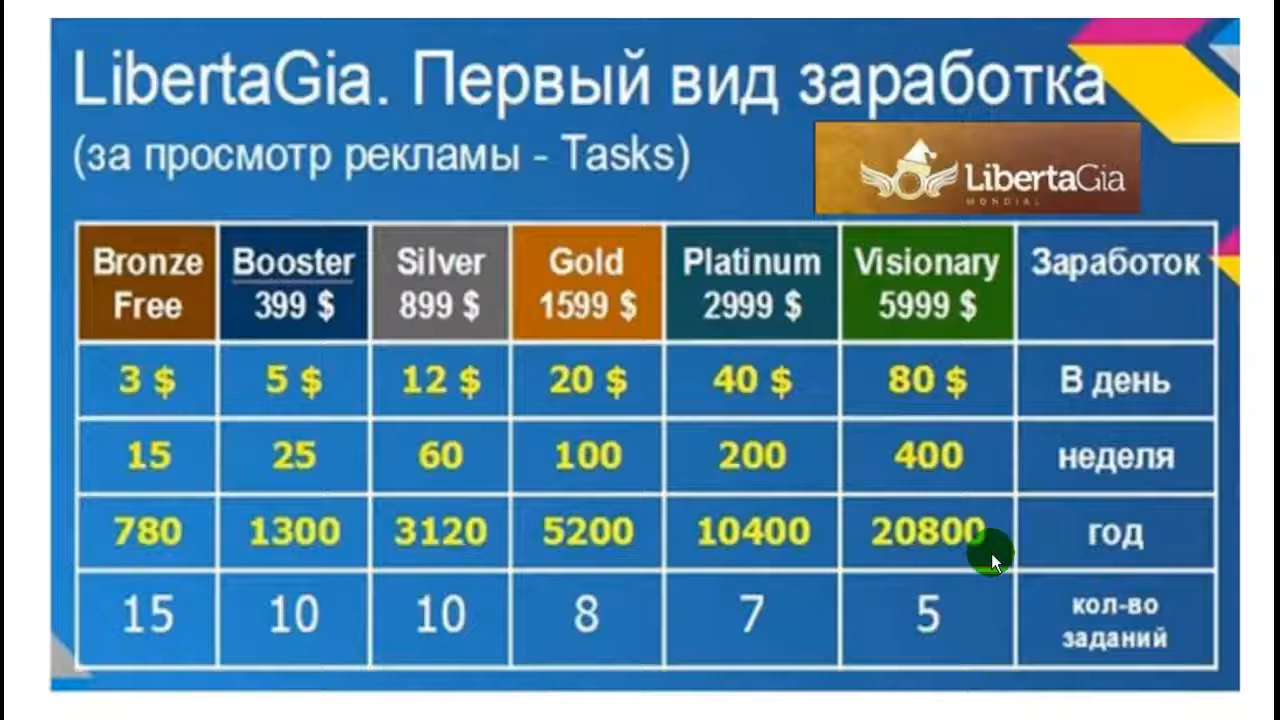 LibertaGia. Первый вид заработка
(за просмотр рекламы - Tasks)
LibertaGia
MONDIAL
Bronze Free Booster 399 $ Silver 899 $ Gold 1599 $ Platinum 2999 $ Visionary 5999 $ Заработок
3 $ 5 $ 12 $ 20 $ 40 $ 80 $ В день
15 25 60 100 200 400 неделя
780 1300 3120 5200 10400 20800 год
15 10 10 8 7 5 кол-во заданий